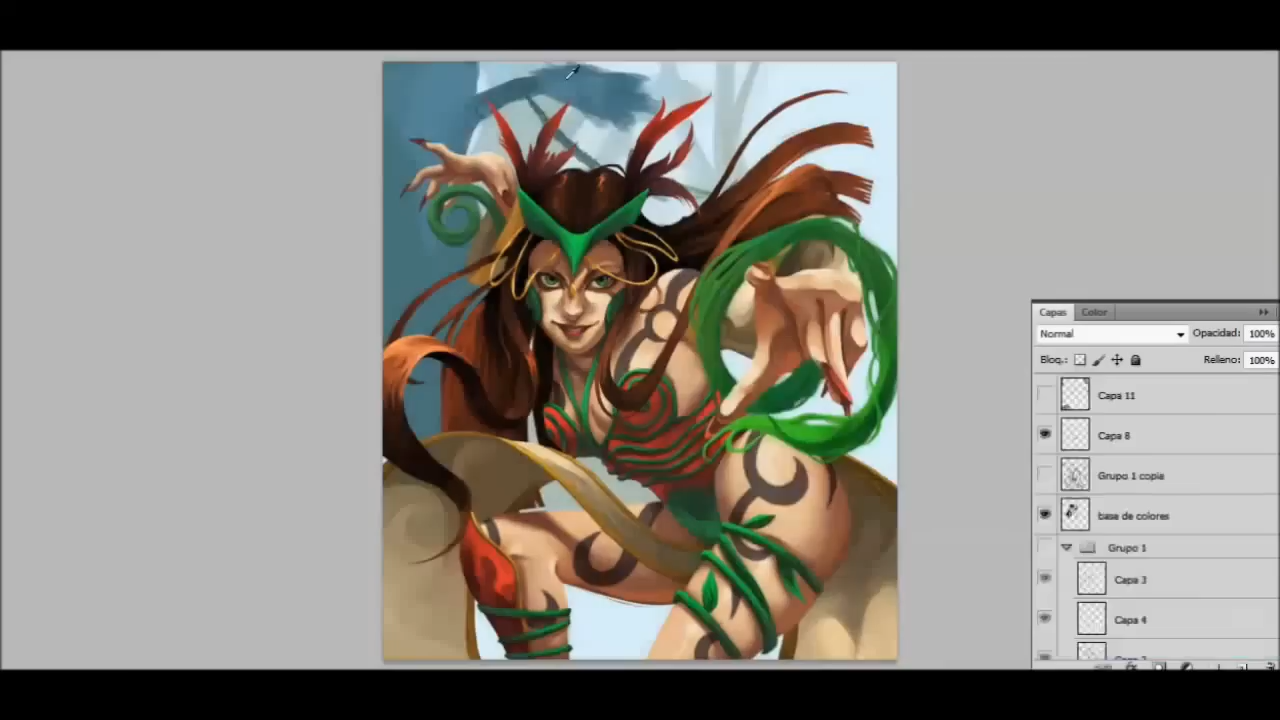 Capas Color
Normal Opacidad: 100%
Bloq.: Relleno: 100%
Capa 11
Capa 8
Grupo 1 copia
base de colores
Grupo 1
Capa 3
Capa 4